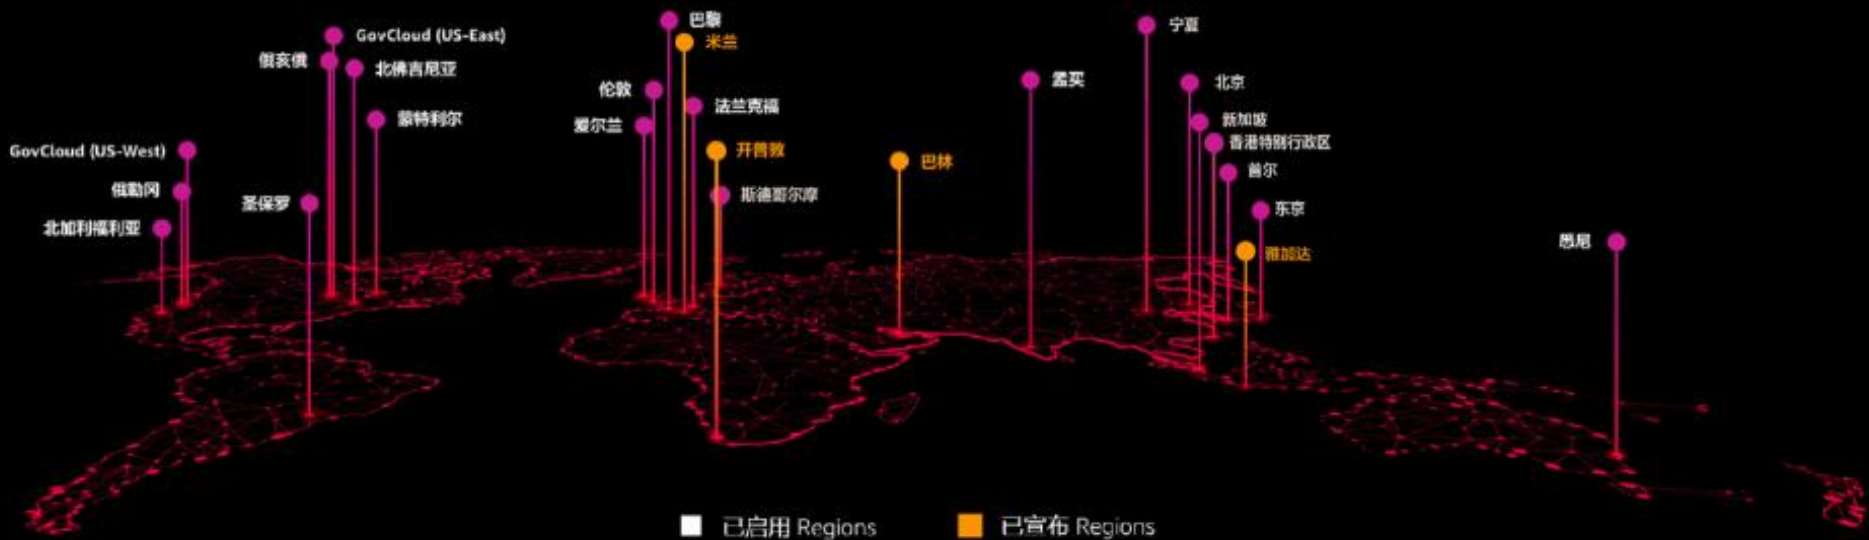 GovCloud (US-East)
俄亥俄
北佛吉尼亚
蒙特利尔
GovCloud (US-West)
俄勒冈
北加利福利亚
圣保罗
巴黎
米兰
伦敦
法兰克福
爱尔兰
开普敦
斯德哥尔摩
巴林
孟买
宁夏
北京
新加坡
香港特别行政区
首尔
东京
雅加达
悉尼
已启用 Regions
已宣布 Regions